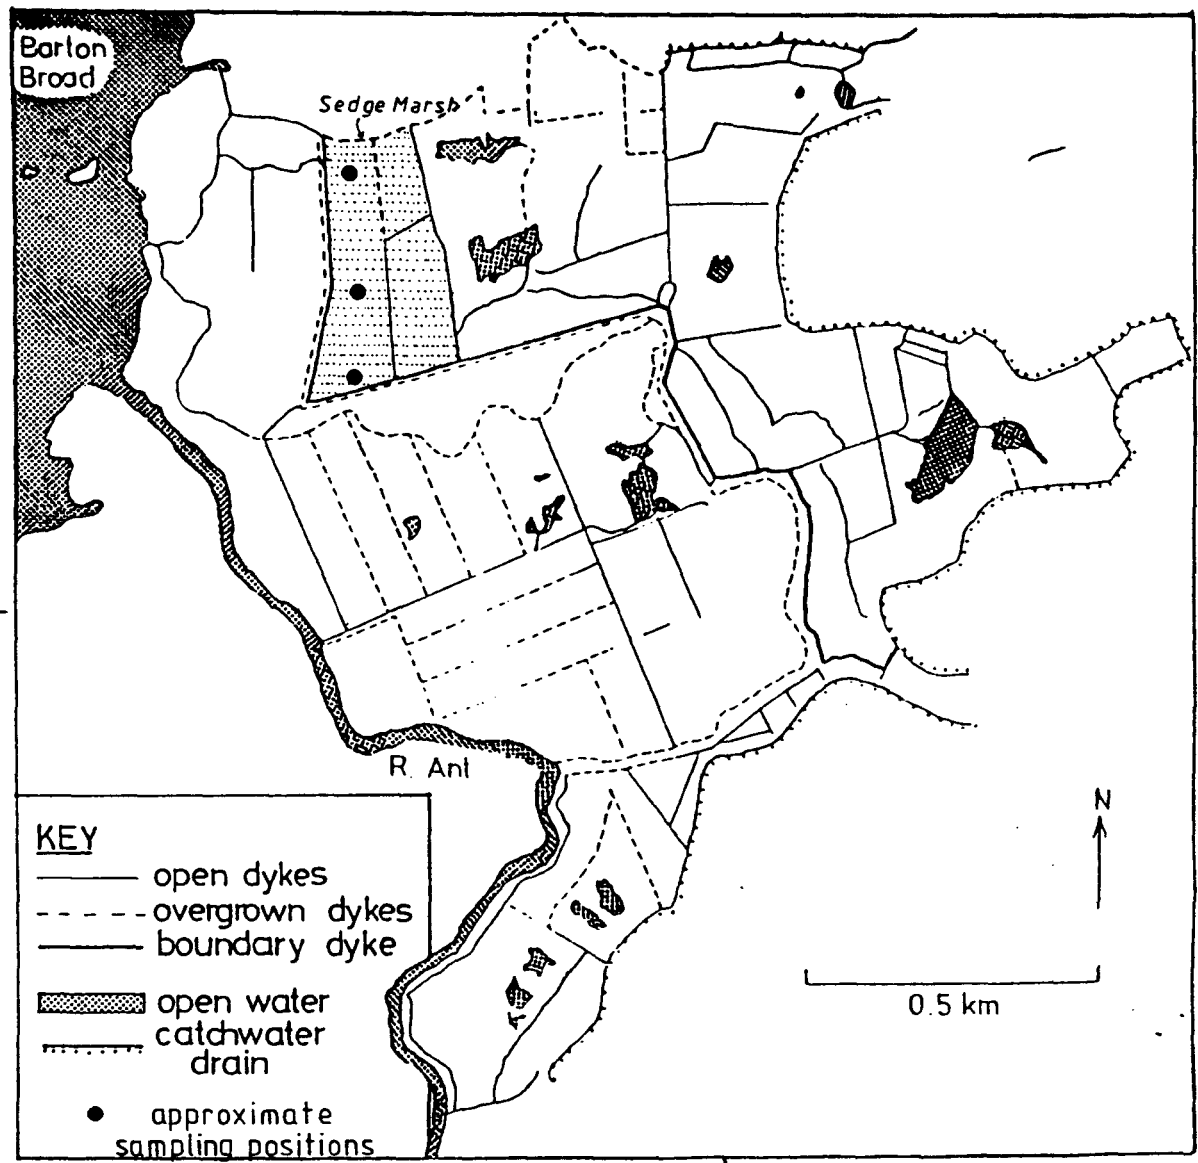 Barton
Broad
Sedge Marsh
R. Ant
N
0.5 km
KEY
open dykes
overgrown dykes
boundary dyke
open water
catchwater
drain
approximate
sampling positions